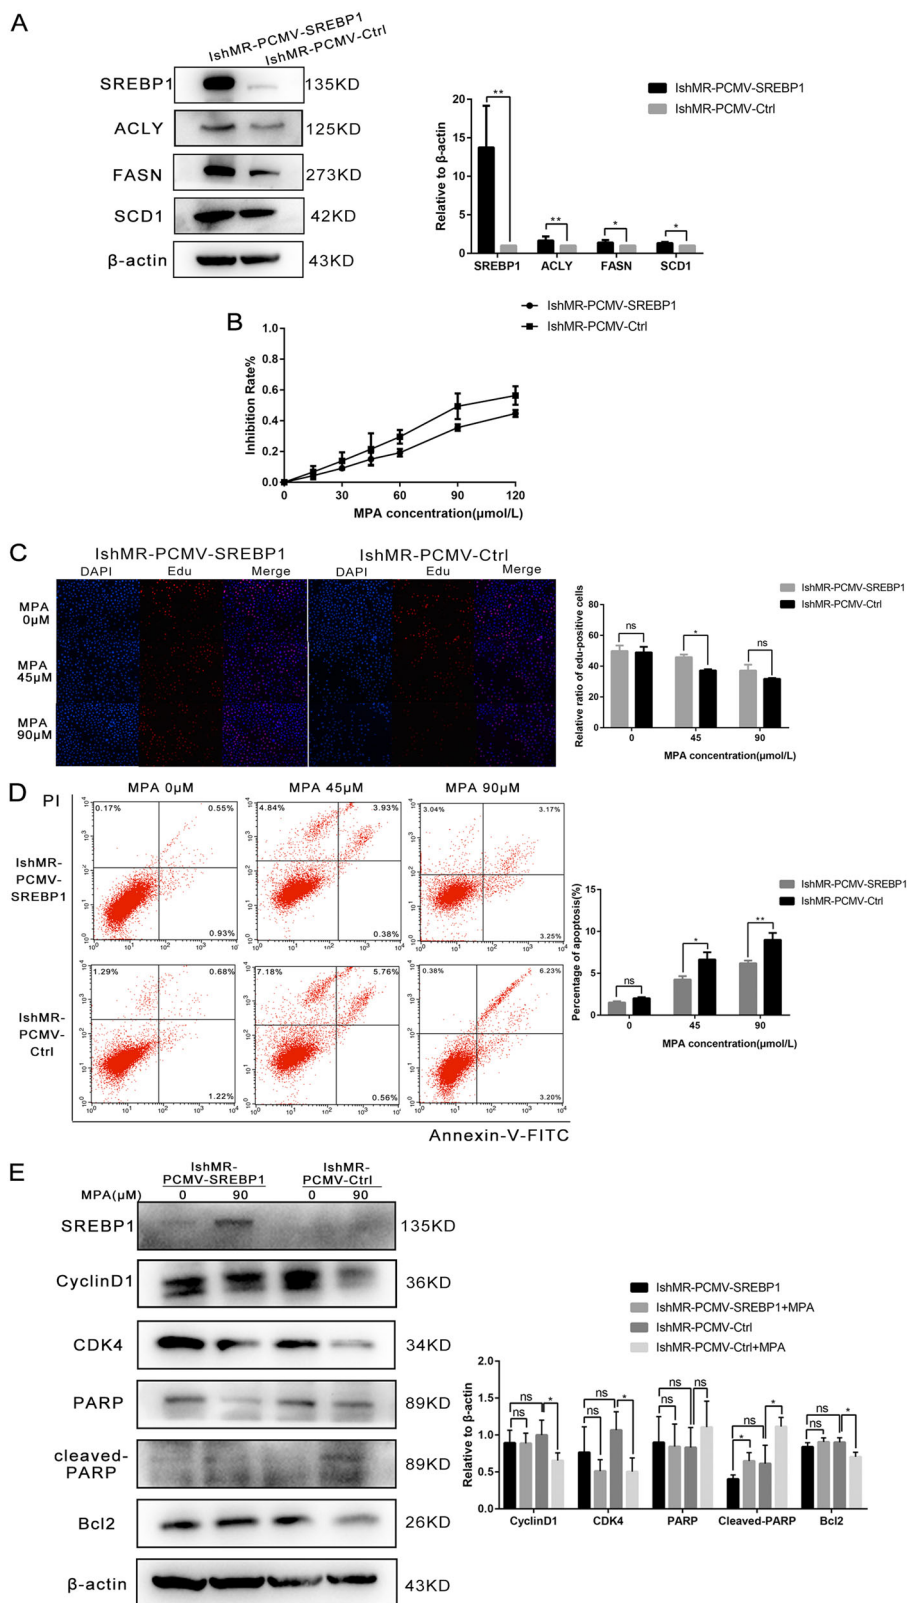 A
IshMR-PCMV-SREBP1
IshMR-PCMV-Ctrl
SREBP1 135KD
ACLY 125KD
FASN 273KD
SCD1 42KD
β-actin 43KD
IshMR-PCMV-SREBP1
IshMR-PCMV-Ctrl
Relative to β-actin
20
15
10
5
0
** ** * *
SREBP1 ACLY FASN SCD1
B
IshMR-PCMV-SREBP1
IshMR-PCMV-Ctrl
Inhibition Rate%
1.0
0.8
0.6
0.4
0.2
0.0
0 30 60 90 120
MPA concentration(μmol/L)
C
IshMR-PCMV-SREBP1 IshMR-PCMV-Ctrl
DAPI Edu Merge DAPI Edu Merge
MPA
0μM
MPA
45μM
MPA
90μM
IshMR-PCMV-SREBP1
IshMR-PCMV-Ctrl
Relative ratio of edu-positive cells
80
60
40
20
0
ns * ns
0 45 90
MPA concentration(μmol/L)
D
PI
MPA 0μM MPA 45μM MPA 90μM
IshMR-
PCMV-
SREBP1
0.17% 0.55% 4.84% 3.93% 3.04% 3.17%
0.93% 0.38% 3.25%
IshMR-
PCMV-
Ctrl
1.29% 0.68% 7.18% 5.76% 0.38% 6.23%
1.22% 0.56% 3.20%
Annexin-V-FITC
IshMR-PCMV-SREBP1
IshMR-PCMV-Ctrl
Percentage of apoptosis(%)
15
10
5
0
ns * **
0 45 90
MPA concentration(μmol/L)
E
IshMR-
PCMV-SREBP1
IshMR-
PCMV-Ctrl
MPA(μM) 0 90 0 90
SREBP1 135KD
CyclinD1 36KD
CDK4 34KD
PARP 89KD
cleaved-
PARP 89KD
Bcl2 26KD
β-actin 43KD
IshMR-PCMV-SREBP1
IshMR-PCMV-SREBP1+MPA
IshMR-PCMV-Ctrl
IshMR-PCMV-Ctrl+MPA
Relative to β-actin
2.0
1.5
1.0
0.5
0.0
ns ns * ns ns * ns ns ns ns * * ns ns *
CyclinD1 CDK4 PARP Cleaved-PARP Bcl2